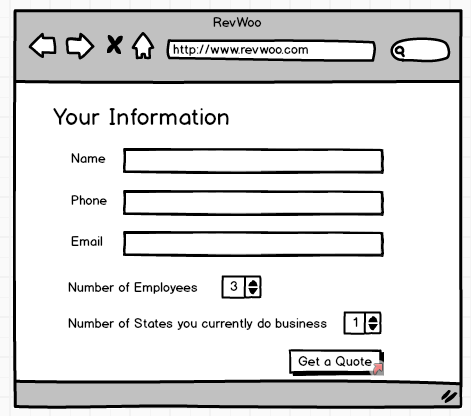 RevWoo
http://www.revwoo.com
Your Information
Name
Phone
Email
Number of Employees 3
Number of States you currently do business 1
Get a Quote